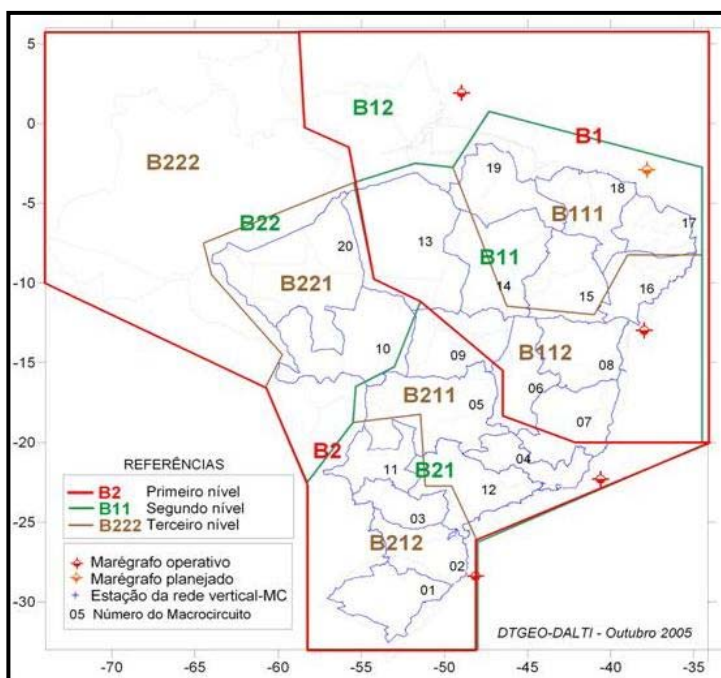 5
0
-5
-10
-15
-20
-25
-30
B12
B1
B222
19
18
B111
B22
17
20
13
B11
B221
14
15
16
10
09
B112
08
B211
06
05
07
B2
04
B21
11
12
03
B212
02
01
REFERÊNCIAS
B2 Primeiro nível
B11 Segundo nível
B222 Terceiro nível
Marégrafo operativo
Marégrafo planejado
Estação da rede vertical-MC
05 Número do Macrocircuito
DTGEO-DALTI - Outubro 2005
-70 -65 -60 -55 -50 -45 -40 -35